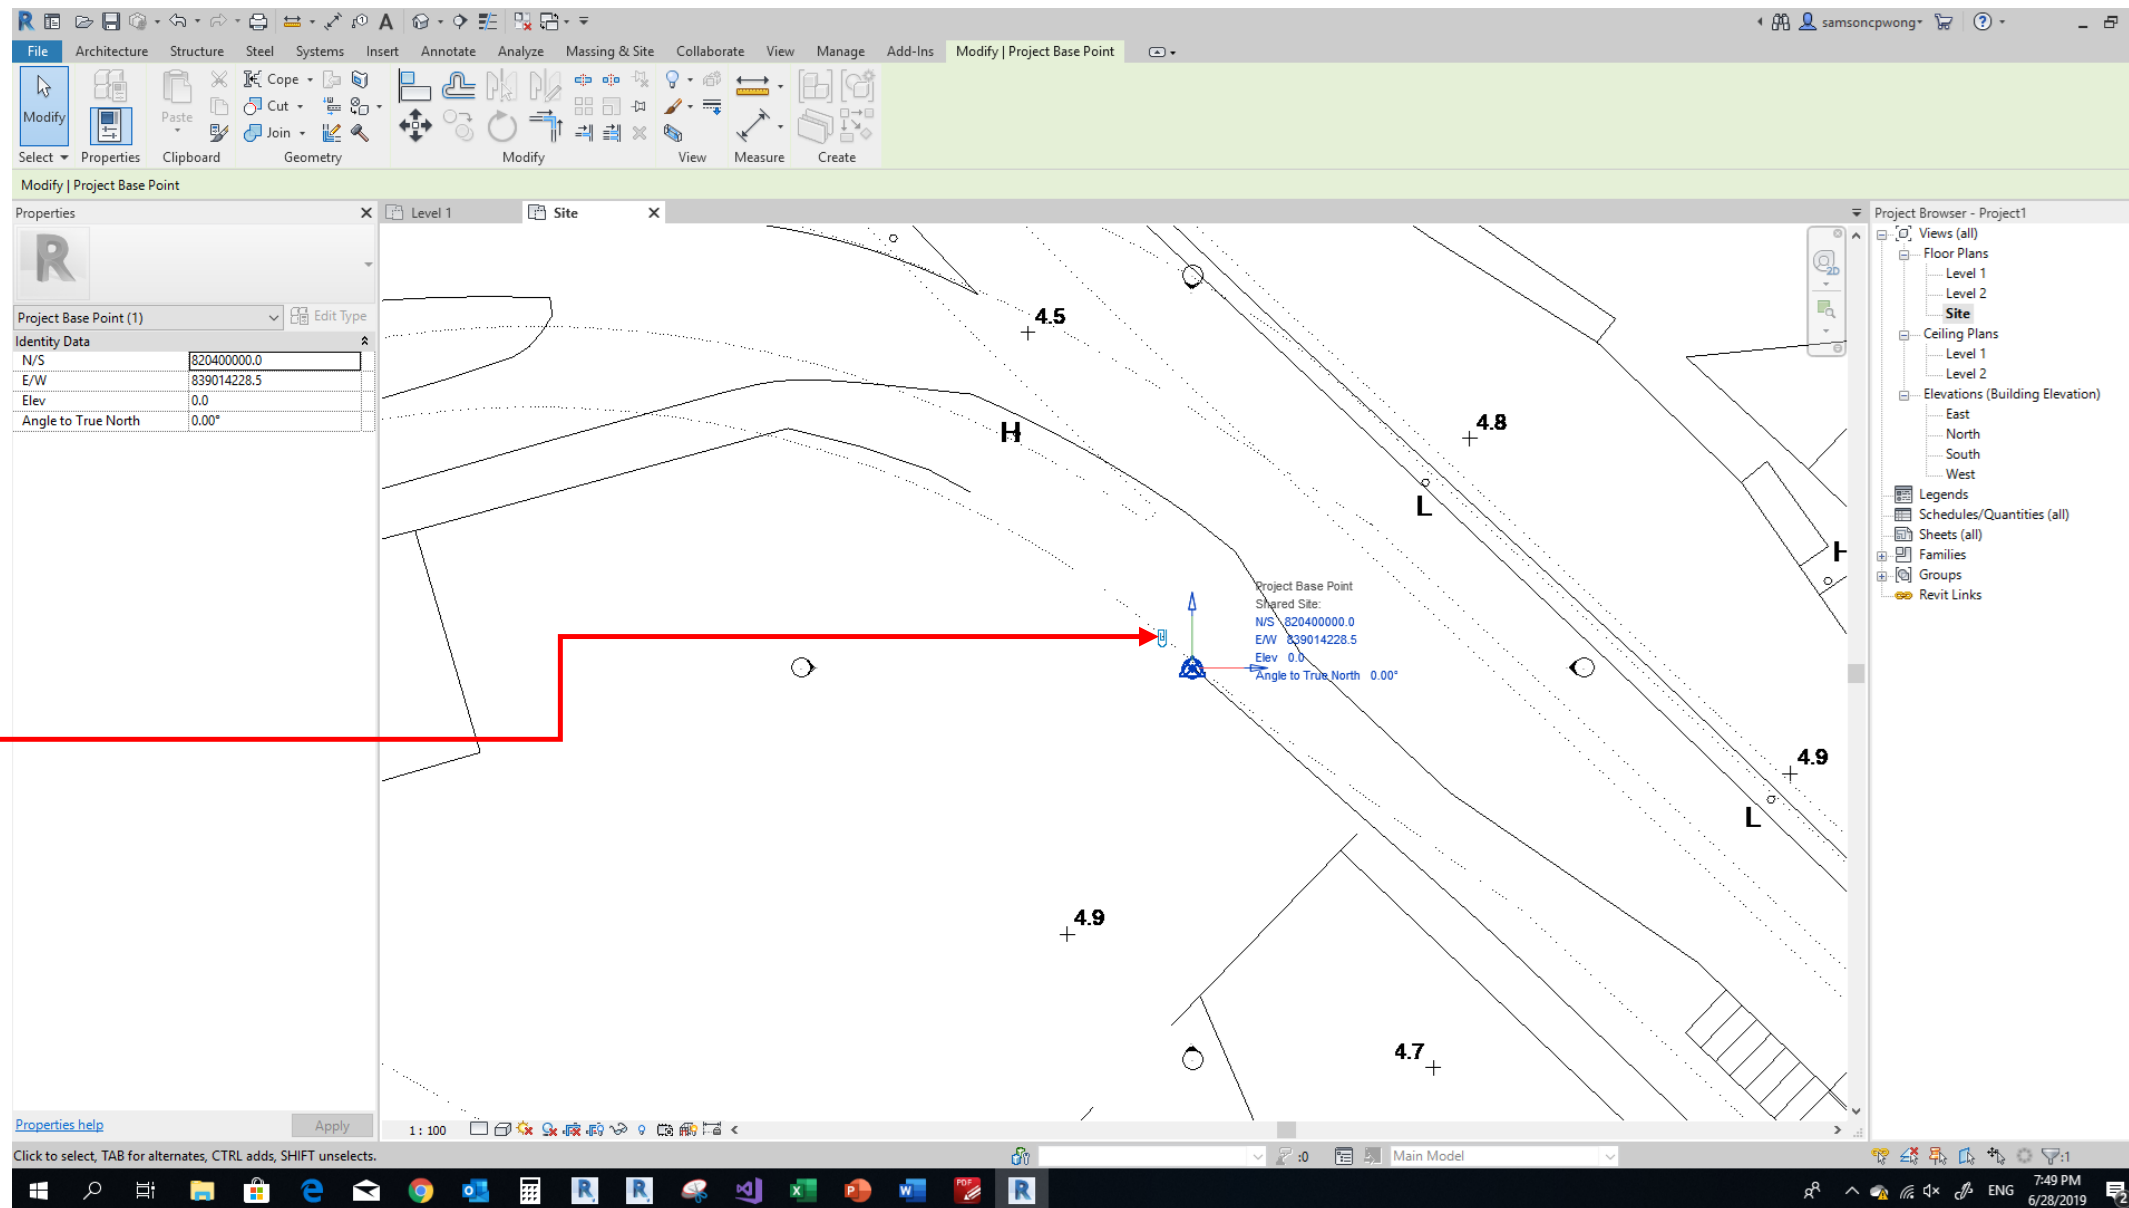 samsoncpwong
File Architecture Structure Steel Systems Insert Annotate Analyze Massing & Site Collaborate View Manage Add-Ins Modify | Project Base Point
Modify
Paste
Cope
Cut
Join
Select Properties Clipboard Geometry Modify View Measure Create
Modify | Project Base Point
Properties
Level 1
Site
Project Browser - Project1
Project Base Point (1)
Edit Type
Identity Data
N/S 820400000.0
E/W 839014228.5
Elev 0.0
Angle to True North 0.00°
Properties help
Apply
2D
4.5
4.8
H
L
H
Project Base Point
Shared Site:
N/S 820400000.0
E/W 839014228.5
Elev 0.0
Angle to True North 0.00°
4.9
L
4.9
4.7
Views (all)
Floor Plans
Level 1
Level 2
Site
Ceiling Plans
Level 1
Level 2
Elevations (Building Elevation)
East
North
South
West
Legends
Schedules/Quantities (all)
Sheets (all)
Families
Groups
Revit Links
1 : 100
Click to select, TAB for alternates, CTRL adds, SHIFT unselects.
:0
Main Model
:1
ENG
7:49 PM
6/28/2019
2